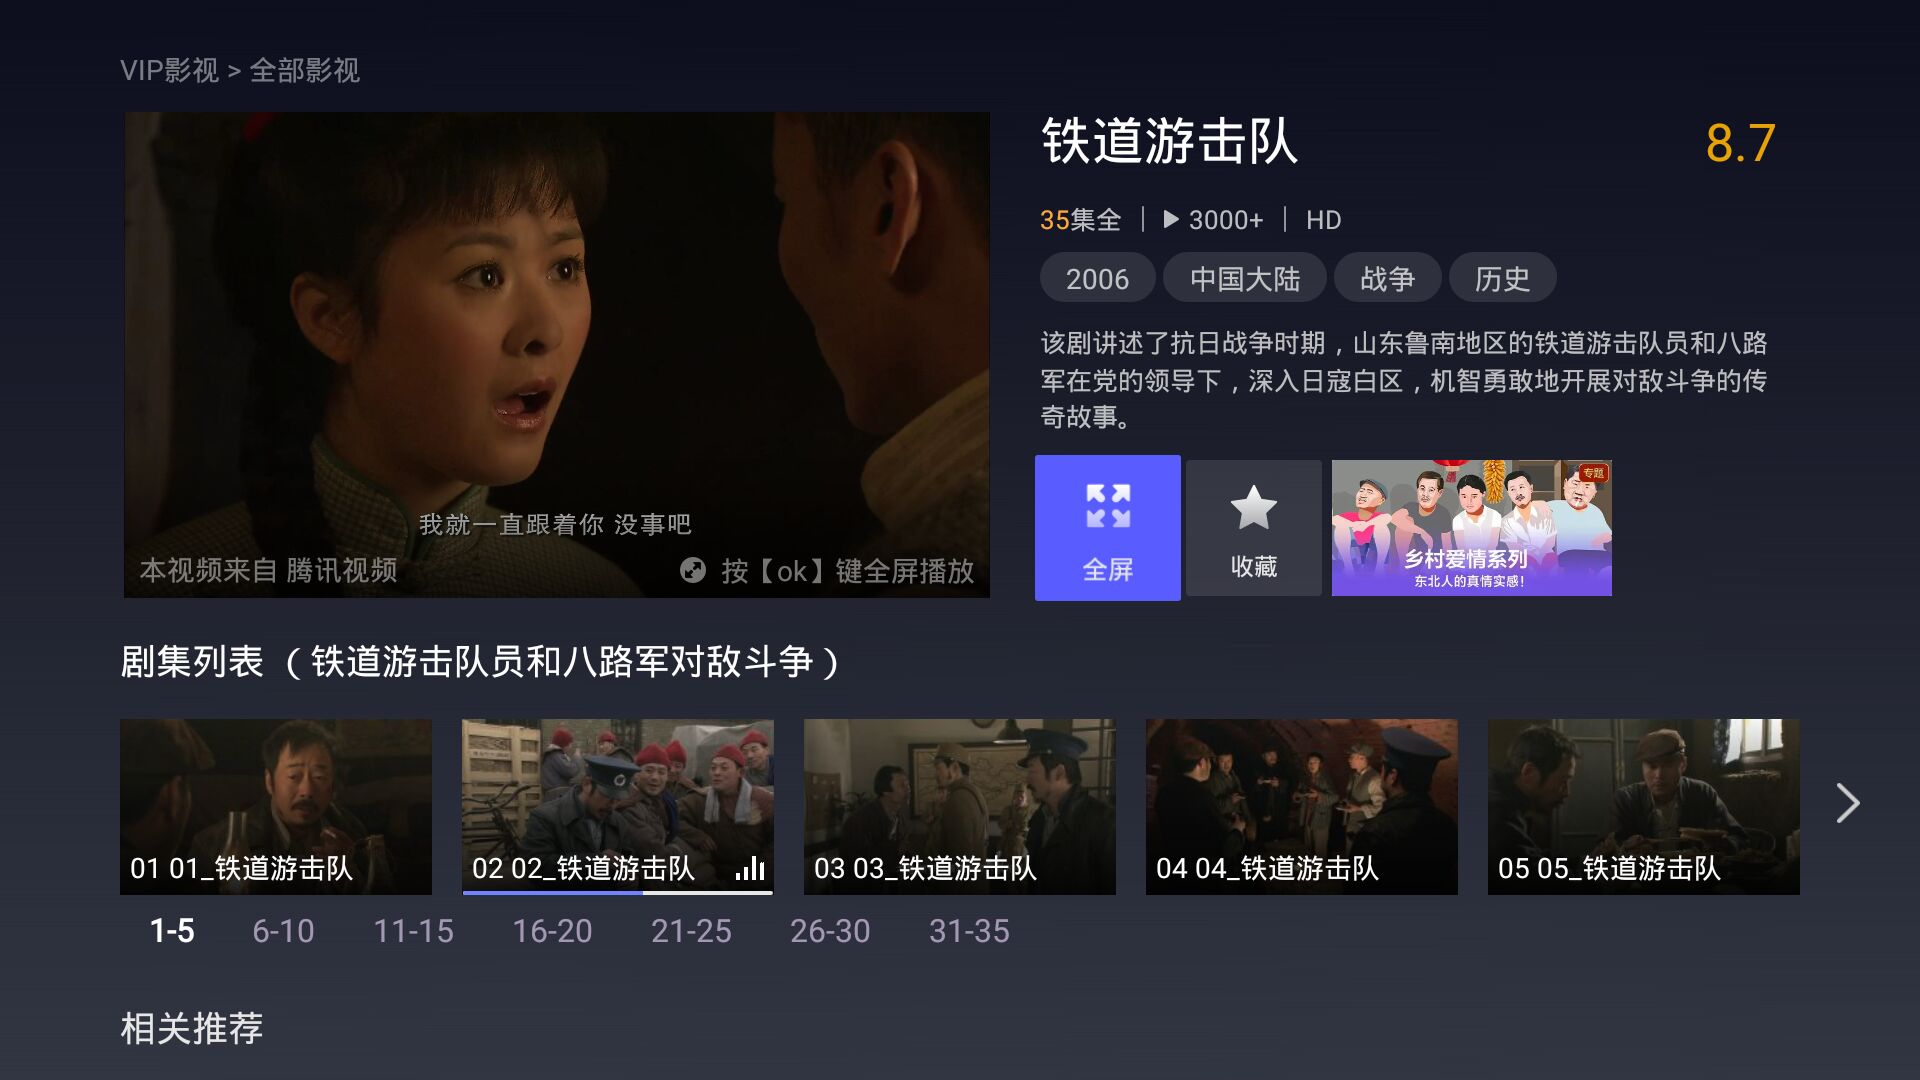 VIP影视 > 全部影视
我就一直跟着你 没事吧
本视频来自 腾讯视频
按【ok】键全屏播放
铁道游击队
8.7
35集全 | 3000+ | HD
2006 中国大陆 战争 历史
该剧讲述了抗日战争时期，山东鲁南地区的铁道游击队员和八路
军在党的领导下，深入日寇白区，机智勇敢地开展对敌斗争的传
奇故事。
全屏
收藏
专题
乡村爱情系列
东北人的真情实感！
剧集列表（铁道游击队员和八路军对敌斗争）
01 01_铁道游击队
02 02_铁道游击队
03 03_铁道游击队
04 04_铁道游击队
05 05_铁道游击队
1-5 6-10 11-15 16-20 21-25 26-30 31-35
相关推荐